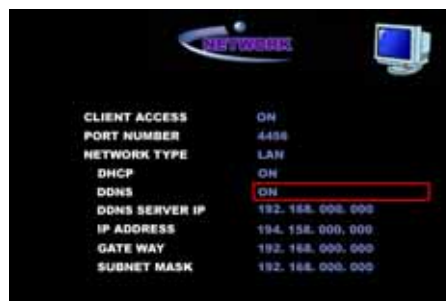 NETWORK
CLIENT ACCESS ON
PORT NUMBER 4486
NETWORK TYPE LAN
DHCP ON
DDNS ON
DDNS SERVER IP 192. 168. 000. 000
IP ADDRESS 194. 158. 000. 000
GATE WAY 192. 168. 000. 000
SUBNET MASK 192. 168. 000. 000